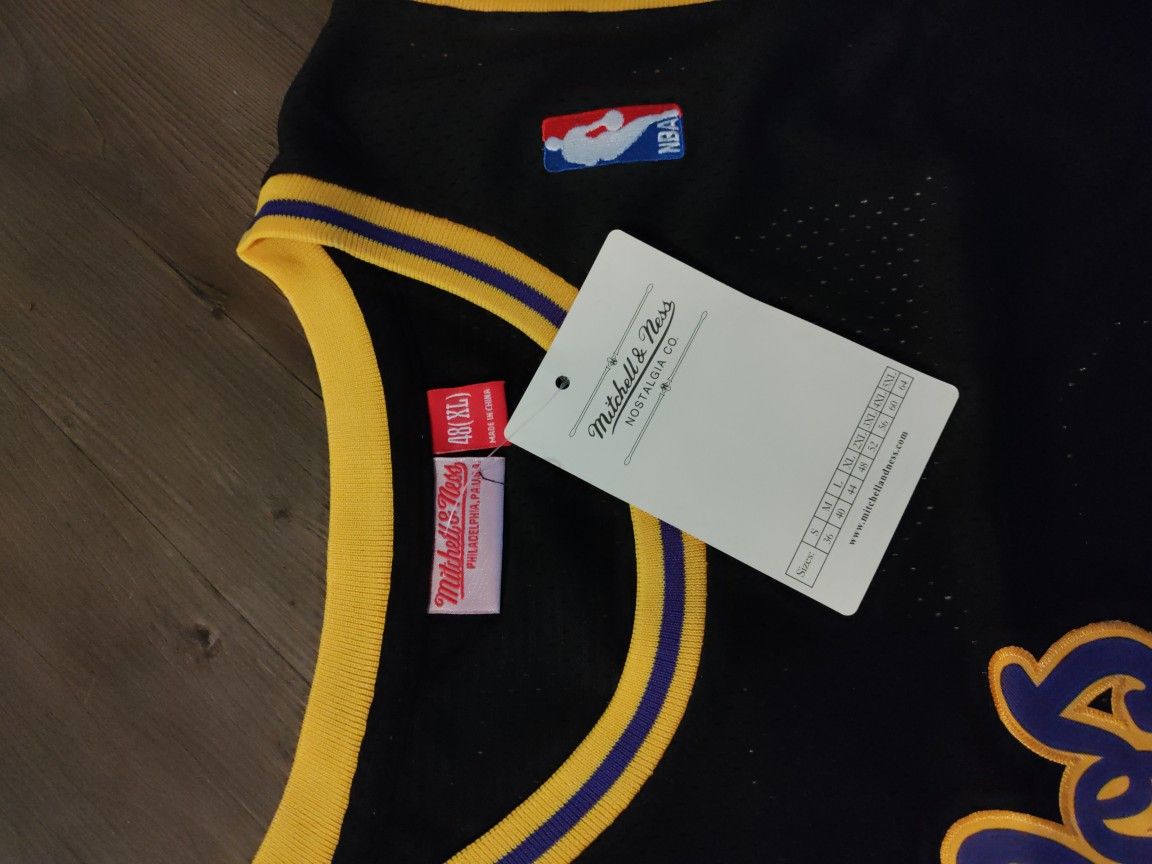 NBA
48(XL)
MADE IN CHINA
Mitchell & Ness
PHILADELPHIA, PA U.S.A.
Mitchell & Ness
NOSTALGIA CO.
Sizes: S M L XL 2XL 3XL 4XL 5XL
36 40 44 48 52 56 60 64
www.mitchellandness.com